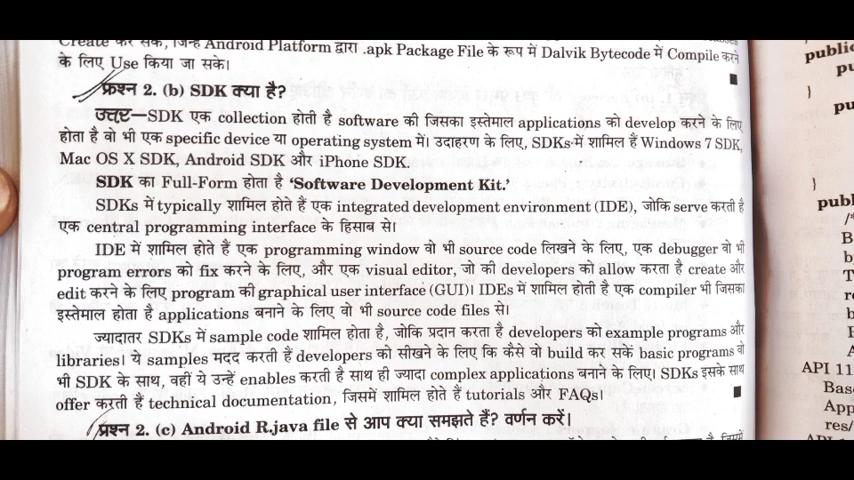 Create कर सकें, जिन्हें Android Platform द्वारा .apk Package File के रूप में Dalvik Bytecode में Compile करने
के लिए Use किया जा सके।
प्रश्न 2. (b) SDK क्या है?
उत्तर—SDK एक collection होती है software की जिसका इस्तेमाल applications को develop करने के लिए
होता है वो भी एक specific device या operating system में। उदाहरण के लिए, SDKs में शामिल हैं Windows 7 SDK,
Mac OS X SDK, Android SDK और iPhone SDK.
SDK का Full-Form होता है 'Software Development Kit.'
SDKs में typically शामिल होते हैं एक integrated development environment (IDE), जोकि serve करती है
एक central programming interface के हिसाब से।
IDE में शामिल होते हैं एक programming window वो भी source code लिखने के लिए, एक debugger वो भी
program errors को fix करने के लिए, और एक visual editor, जो की developers को allow करता है create और
edit करने के लिए program की graphical user interface (GUI)। IDEs में शामिल होती है एक compiler भी जिसका
इस्तेमाल होता है applications बनाने के लिए वो भी source code files से।
ज्यादातर SDKs में sample code शामिल होता है, जोकि प्रदान करता है developers को example programs और
libraries। ये samples मदद करती हैं developers को सीखने के लिए कि कैसे वो build कर सकें basic programs वो
भी SDK के साथ, वहीं ये उन्हें enables करती है साथ ही ज्यादा complex applications बनाने के लिए। SDKs इसके साथ
offer करती हैं technical documentation, जिसमें शामिल होते हैं tutorials और FAQs।
प्रश्न 2. (c) Android R.java file से आप क्या समझते हैं? वर्णन करें।
public
pu
}
pu
}
publ
/*
B
by
T
re
b
B
A
API 11
Base
App
res/